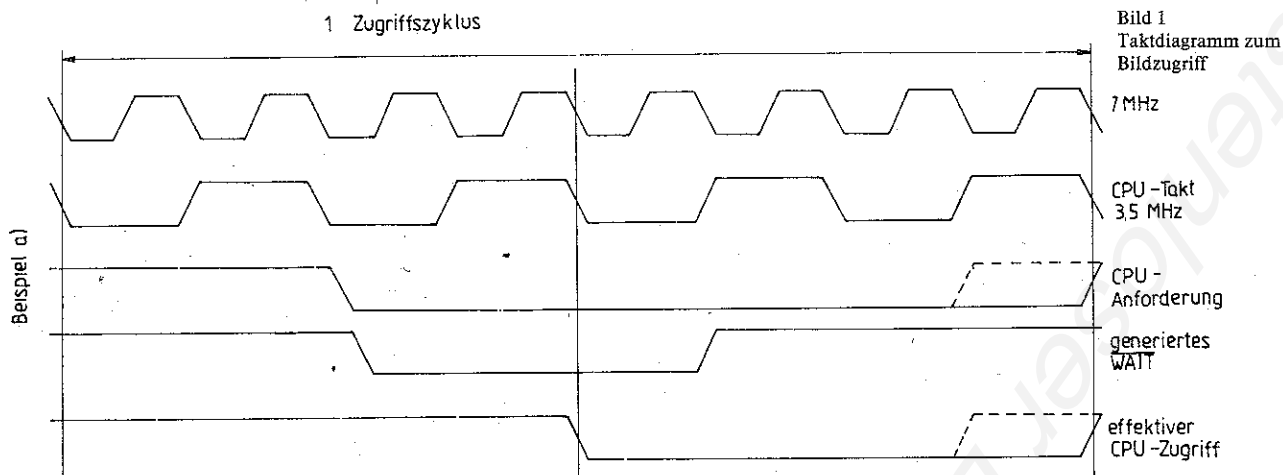 1 Zugriffszyklus
Bild 1
Taktdiagramm zum
Bildzugriff
7 MHz
CPU-Takt
3,5 MHz
Beispiel a)
CPU-
Anforderung
generiertes
WATT
effektiver
CPU-Zugriff